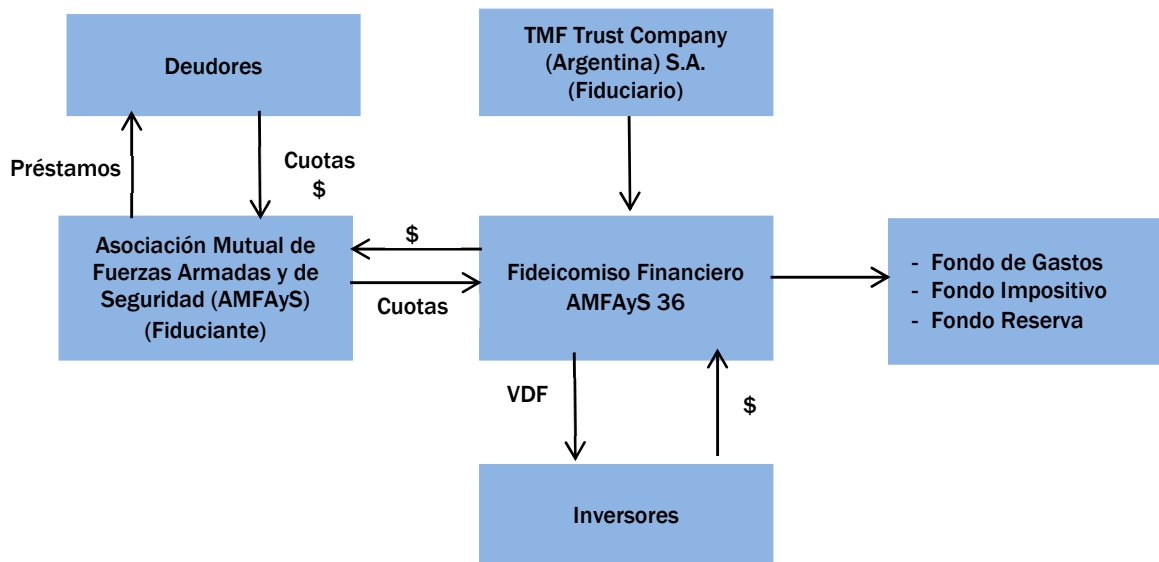 Deudores
TMF Trust Company
(Argentina) S.A.
(Fiduciario)
Préstamos
Cuotas
$
Asociación Mutual de
Fuerzas Armadas y de
Seguridad (AMFAyS)
(Fiduciante)
$
Cuotas
Fideicomiso Financiero
AMFAyS 36
- Fondo de Gastos
- Fondo Impositivo
- Fondo Reserva
VDF
$
Inversores